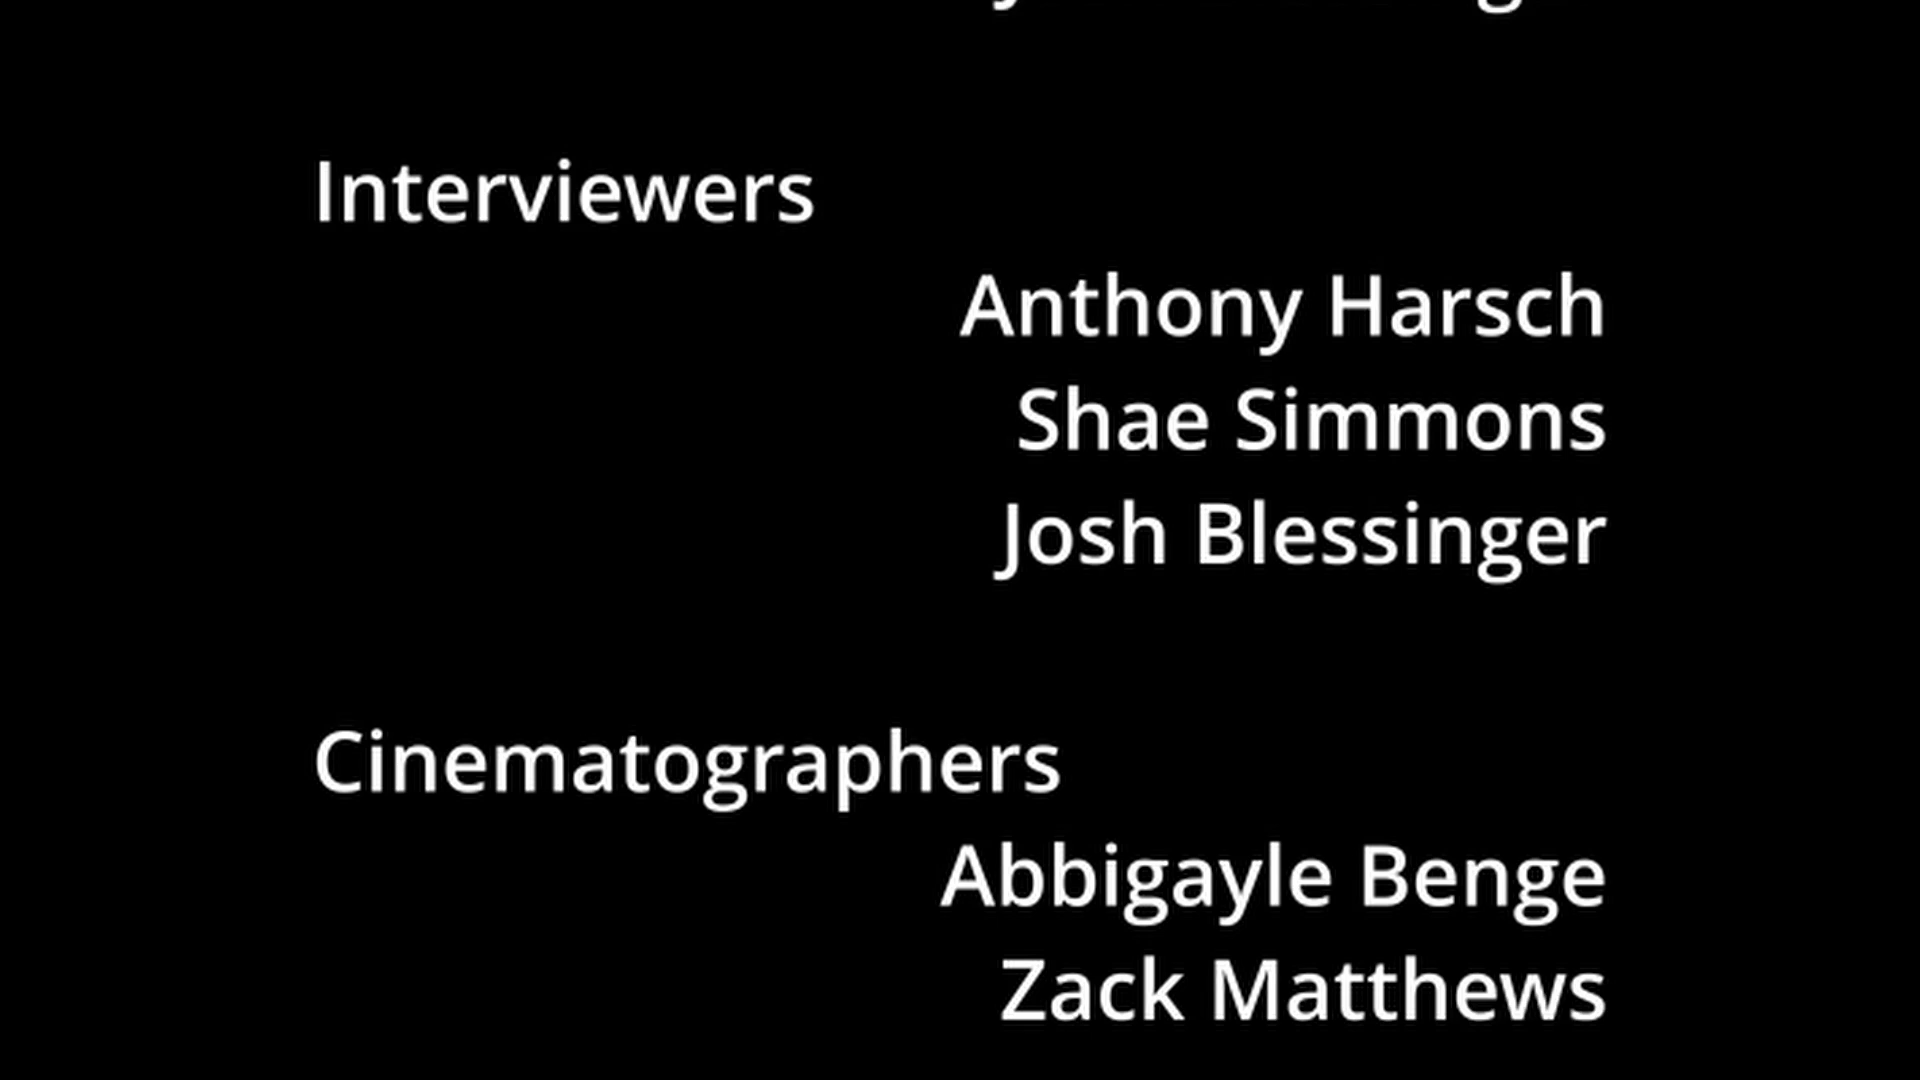 Interviewers
Anthony Harsch
Shae Simmons
Josh Blessinger
Cinematographers
Abbigayle Benge
Zack Matthews